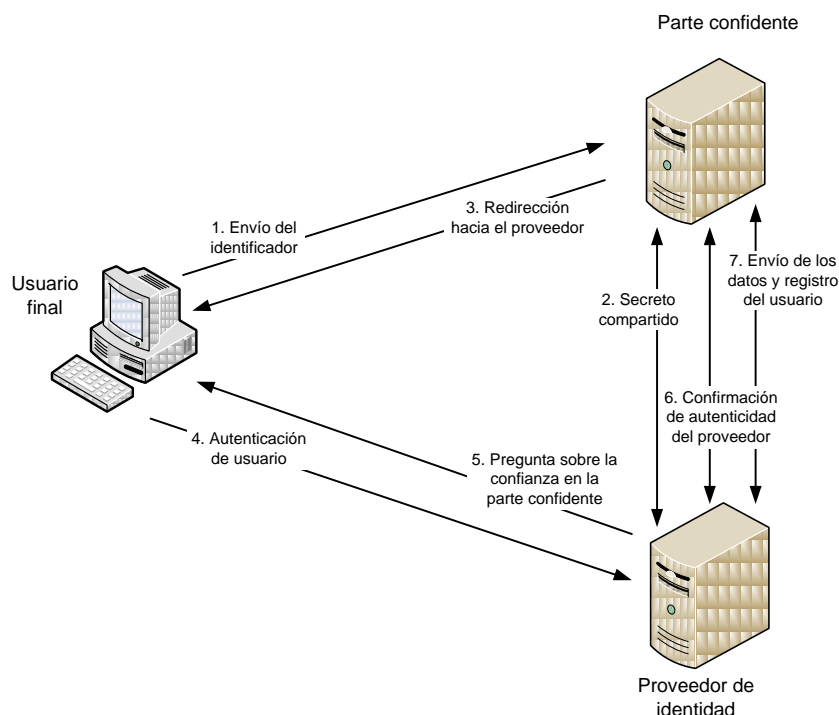 Parte confidente
1. Envío del
identificador
3. Redirección
hacia el proveedor
Usuario
final
2. Secreto
compartido
7. Envío de los
datos y registro
del usuario
6. Confirmación
de autenticidad
del proveedor
4. Autenticación
de usuario
5. Pregunta sobre la
confianza en la
parte confidente
Proveedor de
identidad